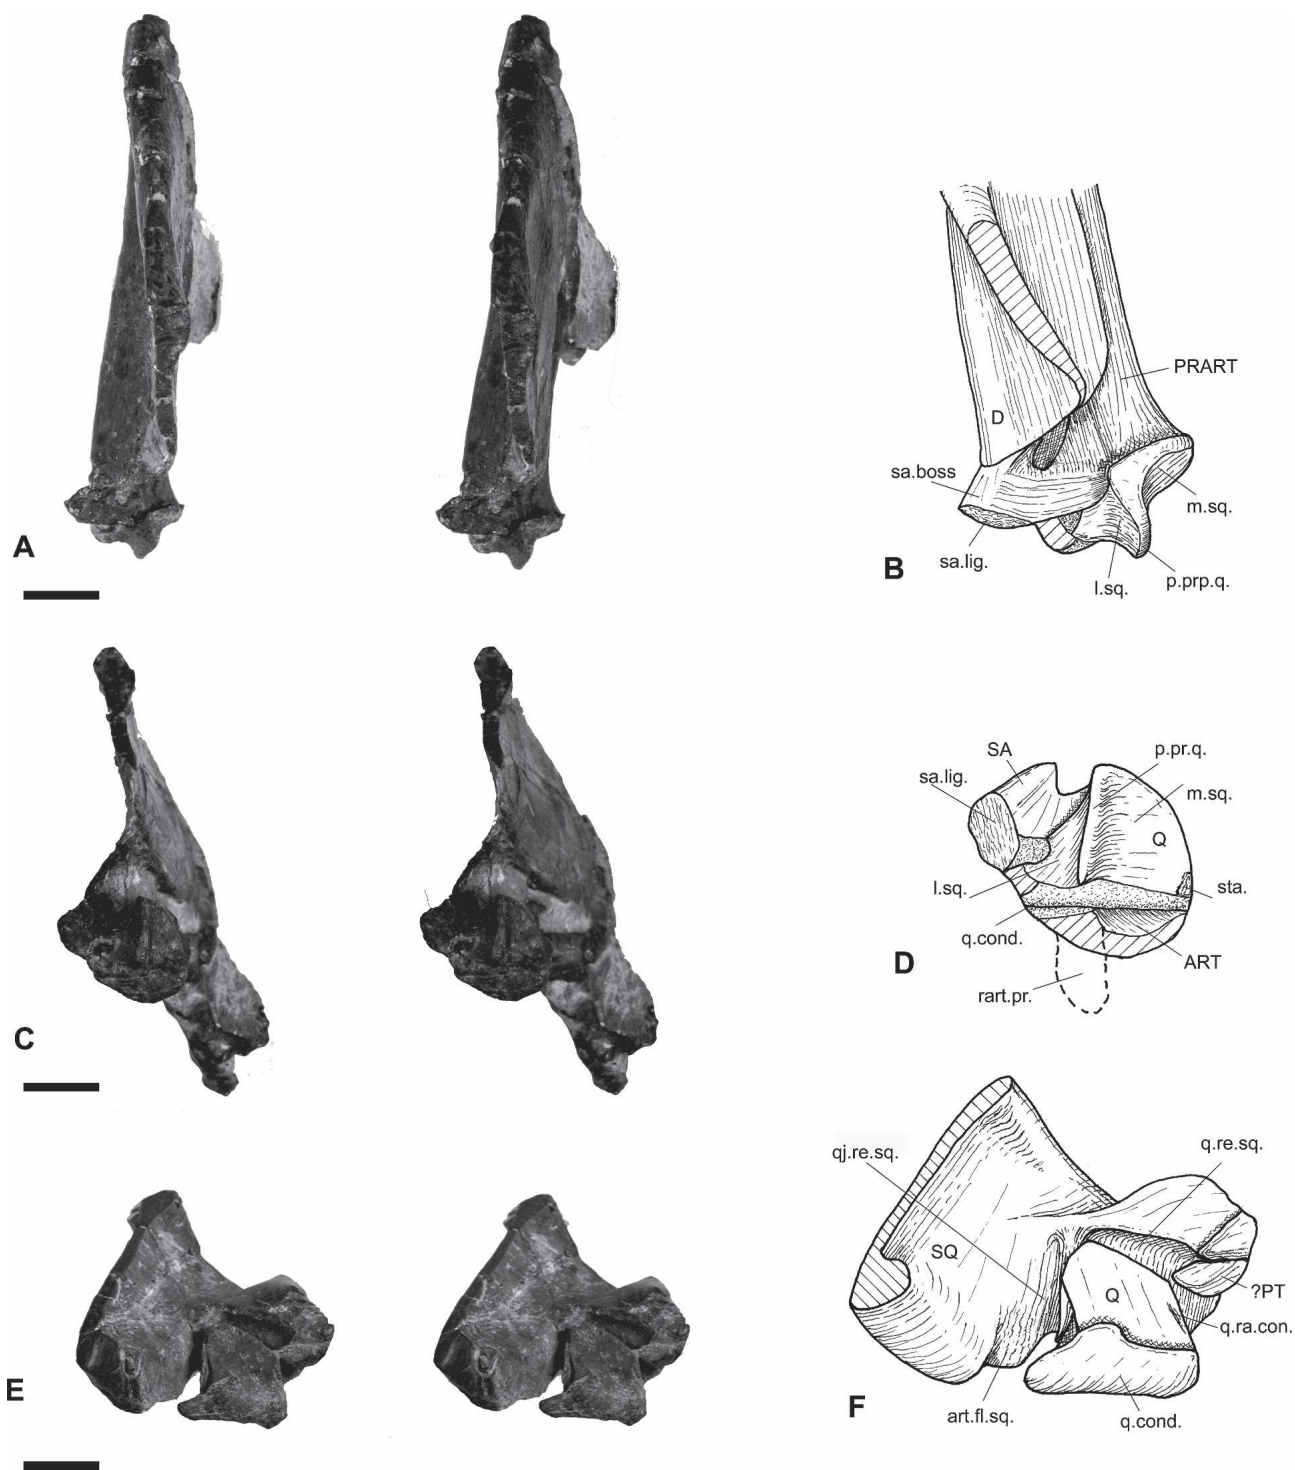 A
PRART
D
sa.boss
m.sq.
sa.lig.
B
l.sq.
p.prp.q.
SA
p.pr.q.
sa.lig.
m.sq.
Q
l.sq.
sta.
q.cond.
D
ART
rart.pr.
C
qj.re.sq.
q.re.sq.
SQ
Q
?PT
q.ra.con.
E
F
art.fl.sq.
q.cond.